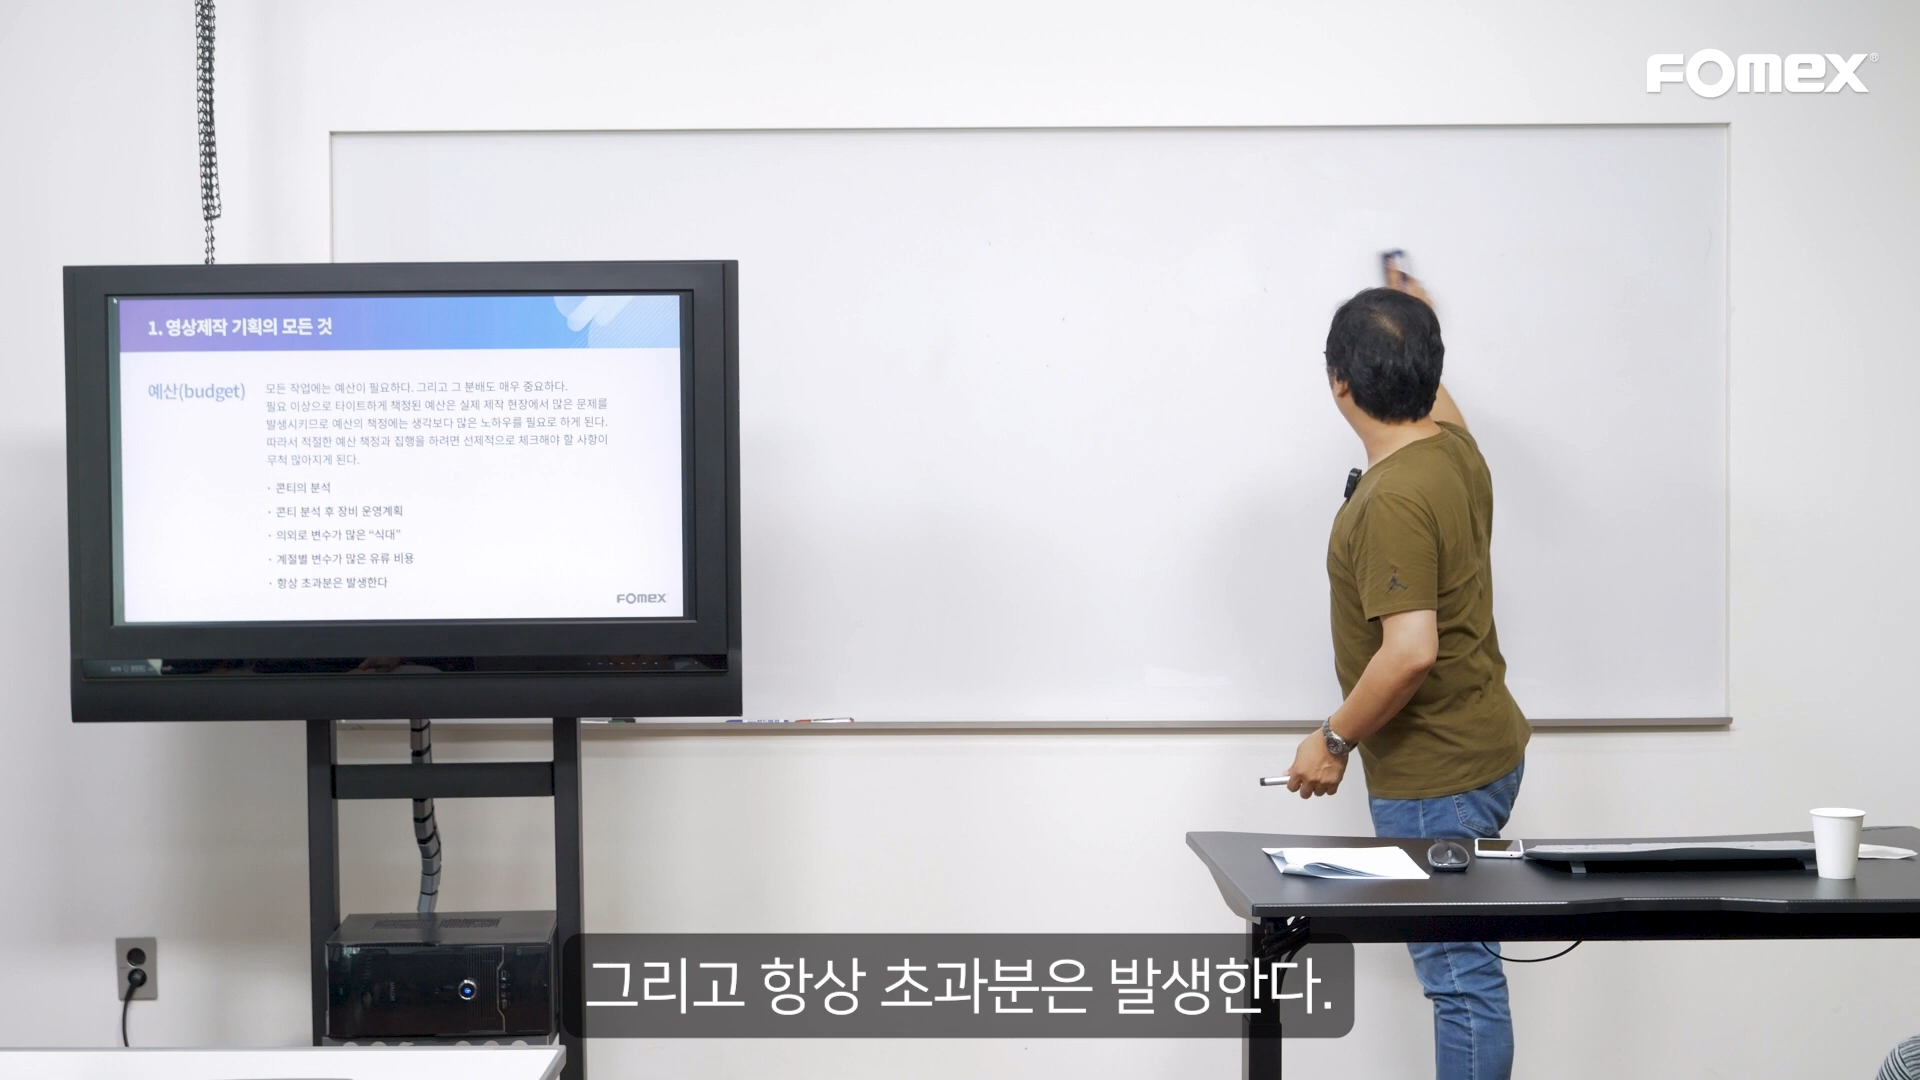 FOMEX
1. 영상제작 기획의 모든 것
예산(budget)
모든 작업에는 예산이 필요하다. 그리고 그 분배도 매우 중요하다.
필요 이상으로 타이트하게 책정된 예산은 실제 제작 현장에서 많은 문제를
발생시키므로 예산의 책정에는 생각보다 많은 노하우를 필요로 하게 된다.
따라서 적절한 예산 책정과 집행을 하려면 선제적으로 체크해야 할 사항이
무척 많아지게 된다.
· 콘티의 분석
· 콘티 분석 후 장비 운영계획
· 의외로 변수가 많은 “식대”
· 계절별 변수가 많은 유류 비용
· 항상 초과분은 발생한다
FOMEX
그리고 항상 초과분은 발생한다.